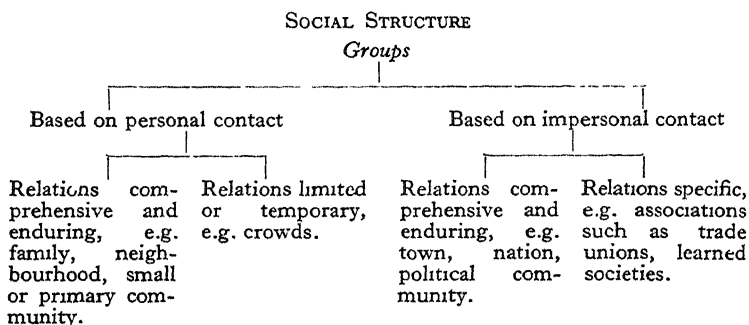 SOCIAL STRUCTURE
Groups
Based on personal contact
Based on impersonal contact
Relations com-
prehensive and
enduring, e.g.
family, neigh-
bourhood, small
or primary com-
munity.
Relations limited
or temporary,
e.g. crowds.
Relations com-
prehensive and
enduring, e.g.
town, nation,
political com-
munity.
Relations specific,
e.g. associations
such as trade
unions, learned
societies.